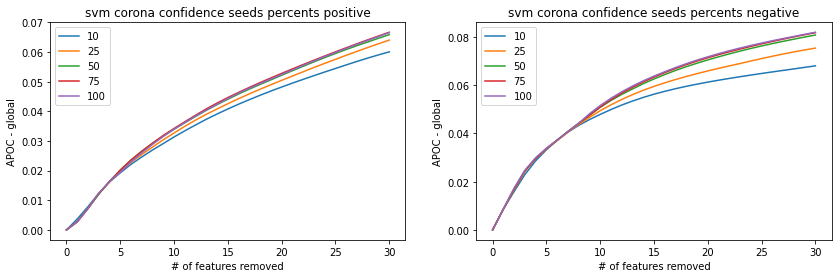 svm corona confidence seeds percents positive
APOC - global
0.07
0.06
0.05
0.04
0.03
0.02
0.01
0.00
10
25
50
75
100
0 5 10 15 20 25 30
# of features removed
svm corona confidence seeds percents negative
APOC - global
0.08
0.06
0.04
0.02
0.00
10
25
50
75
100
0 5 10 15 20 25 30
# of features removed